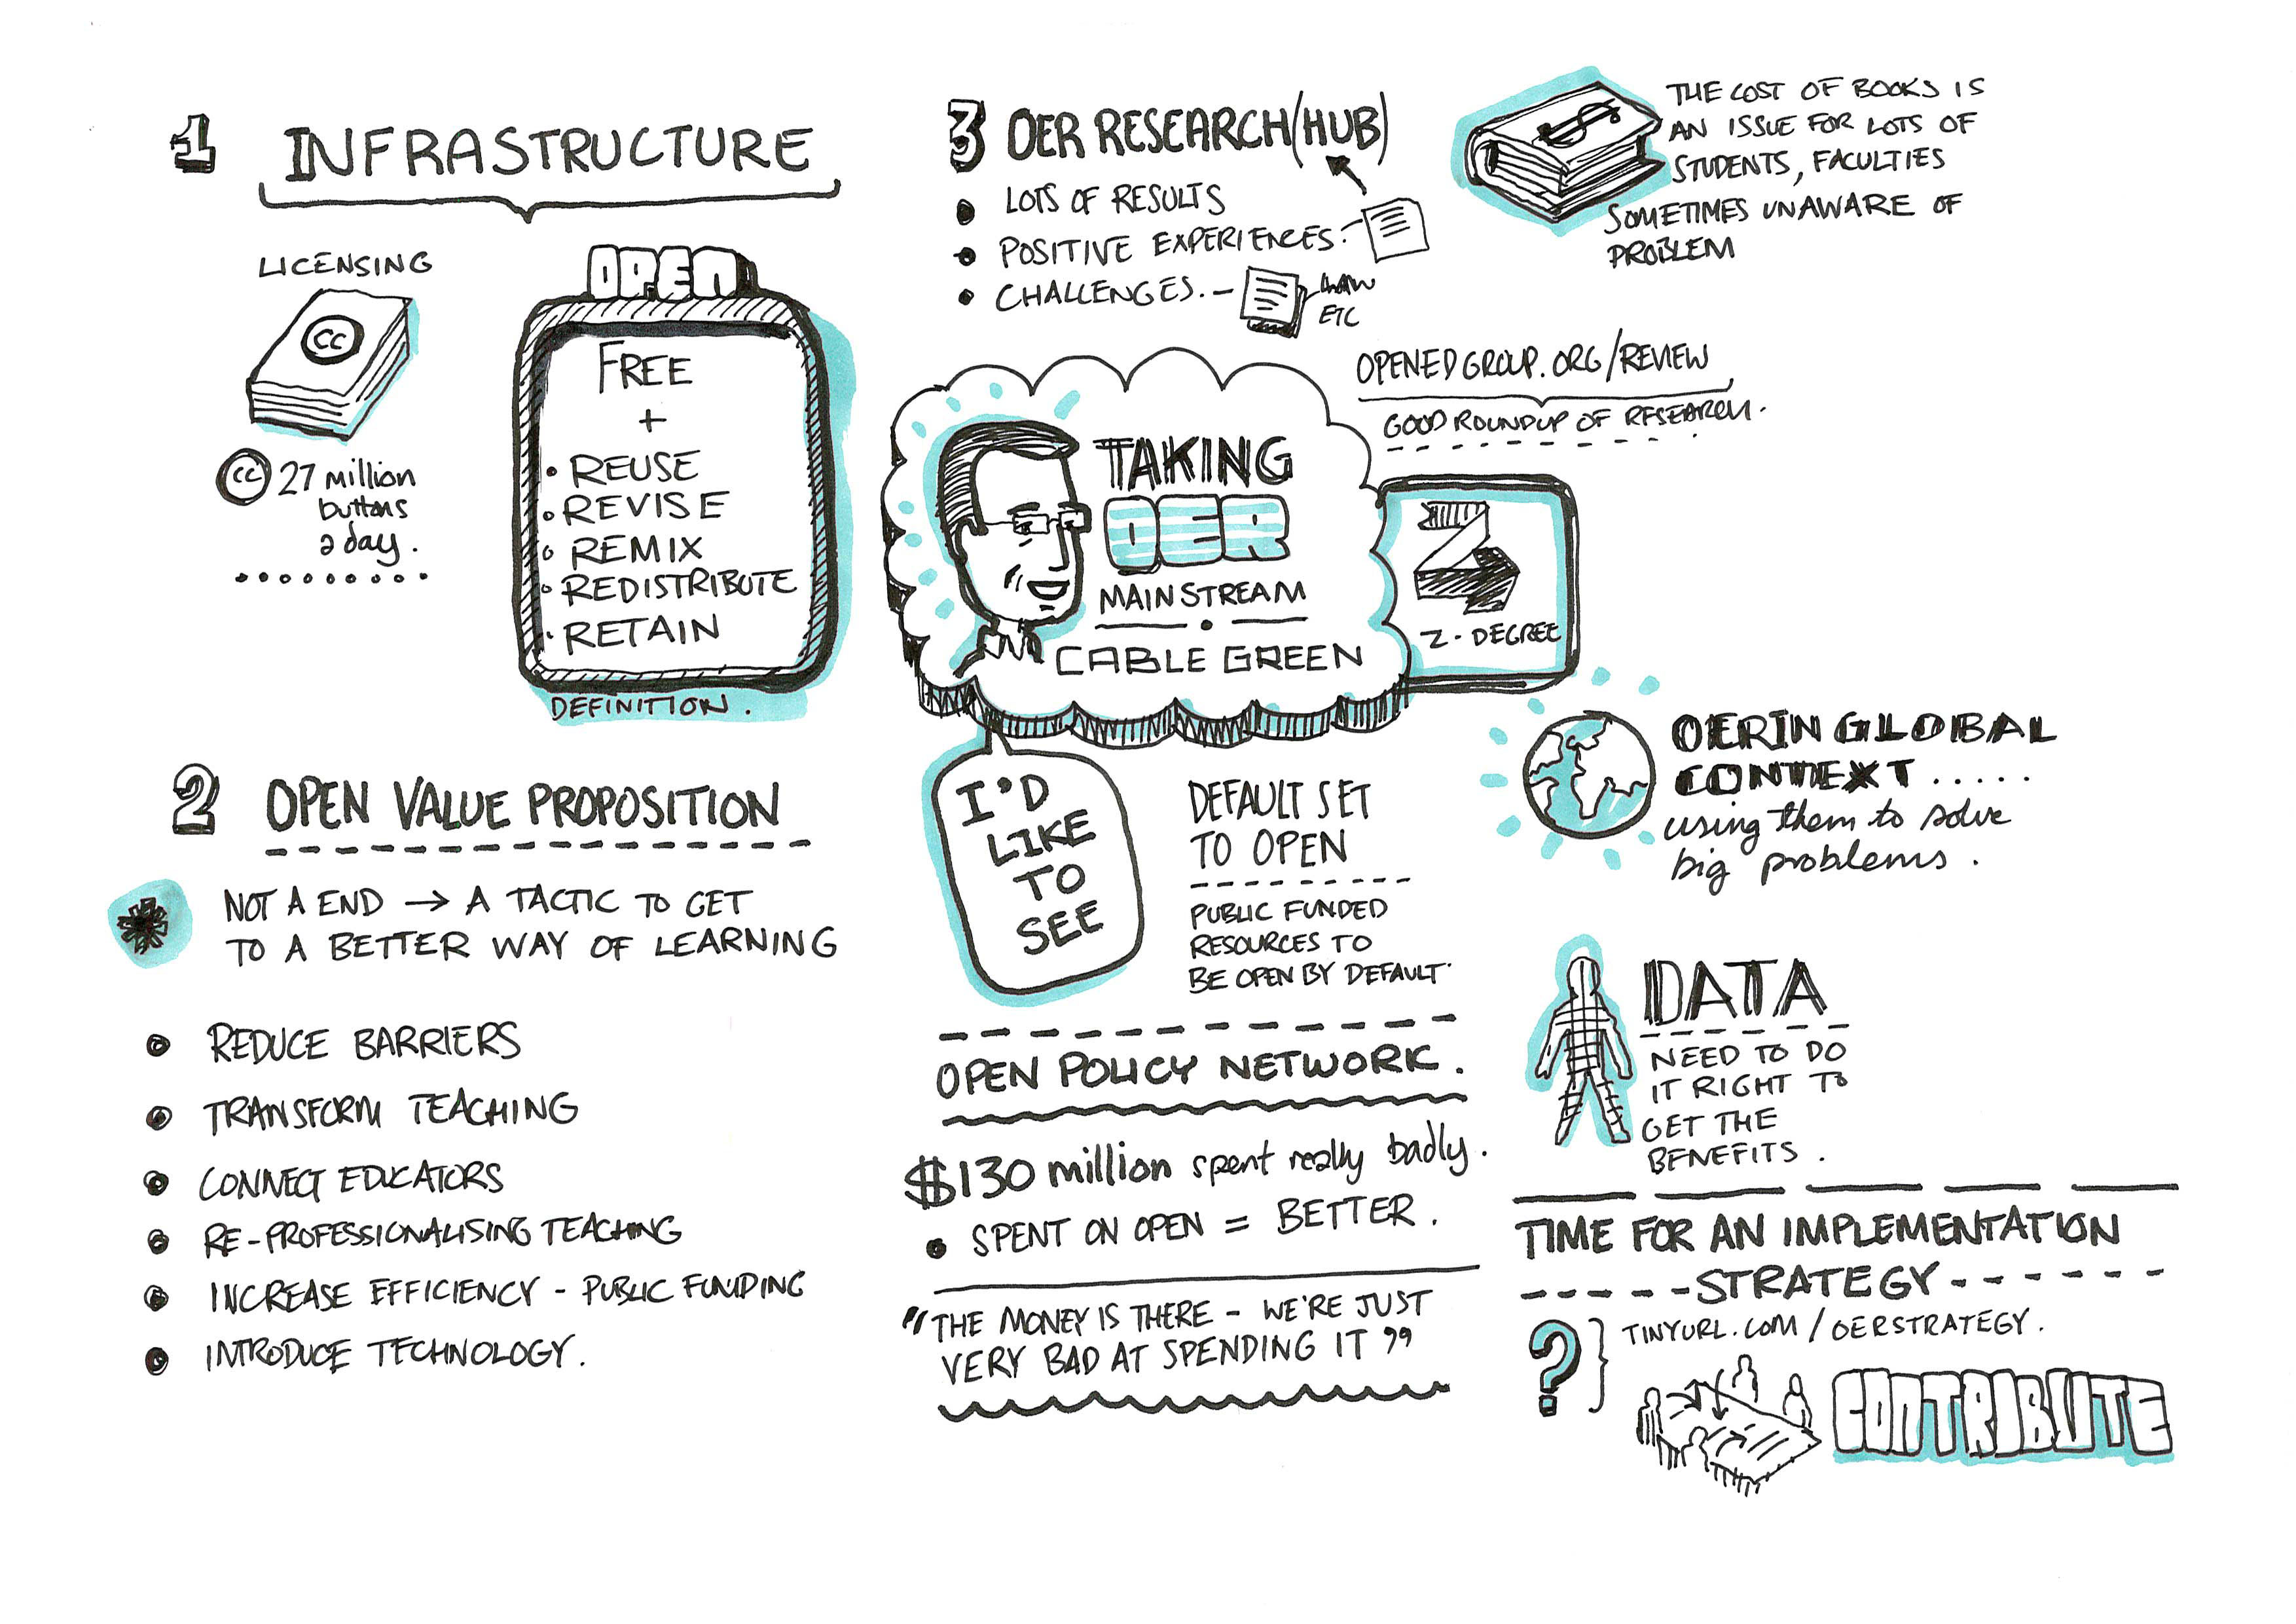 1 INFRASTRUCTURE
LICENSING
CC
CC 27 million
buttons
a day.
OPEN
FREE
+
• REUSE
• REVISE
• REMIX
• REDISTRIBUTE
• RETAIN
DEFINITION.
2 OPEN VALUE PROPOSITION
* NOT A END → A TACTIC TO GET
TO A BETTER WAY OF LEARNING
• REDUCE BARRIERS
• TRANSFORM TEACHING
• CONNECT EDUCATORS
• RE-PROFESSIONALISING TEACHING
• INCREASE EFFICIENCY - PUBLIC FUNDING
• INTRODUCE TECHNOLOGY.
3 OER RESEARCH (HUB)
• LOTS OF RESULTS
• POSITIVE EXPERIENCES.
• CHALLENGES. - LAW
ETC
$
THE COST OF BOOKS IS
AN ISSUE FOR LOTS OF
STUDENTS, FACULTIES
SOMETIMES UNAWARE OF
PROBLEM
OPENEDGROUP.ORG/REVIEW
GOOD ROUNDUP OF RESEARCH.
TAKING
OER
MAINSTREAM
CABLE GREEN
Z
Z-DEGREE
I'D
LIKE
TO
SEE
DEFAULT SET
TO OPEN
PUBLIC FUNDED
RESOURCES TO
BE OPEN BY DEFAULT.
OPEN POLICY NETWORK.
$130 million spent really badly.
• SPENT ON OPEN = BETTER.
"THE MONEY IS THERE - WE'RE JUST
VERY BAD AT SPENDING IT"
OER IN GLOBAL
CONTEXT.....
using them to solve
big problems.
DATA
NEED TO DO
IT RIGHT TO
GET THE
BENEFITS.
TIME FOR AN IMPLEMENTATION
STRATEGY
? } TINYURL.COM/OERSTRATEGY.
CONTRIBUTE